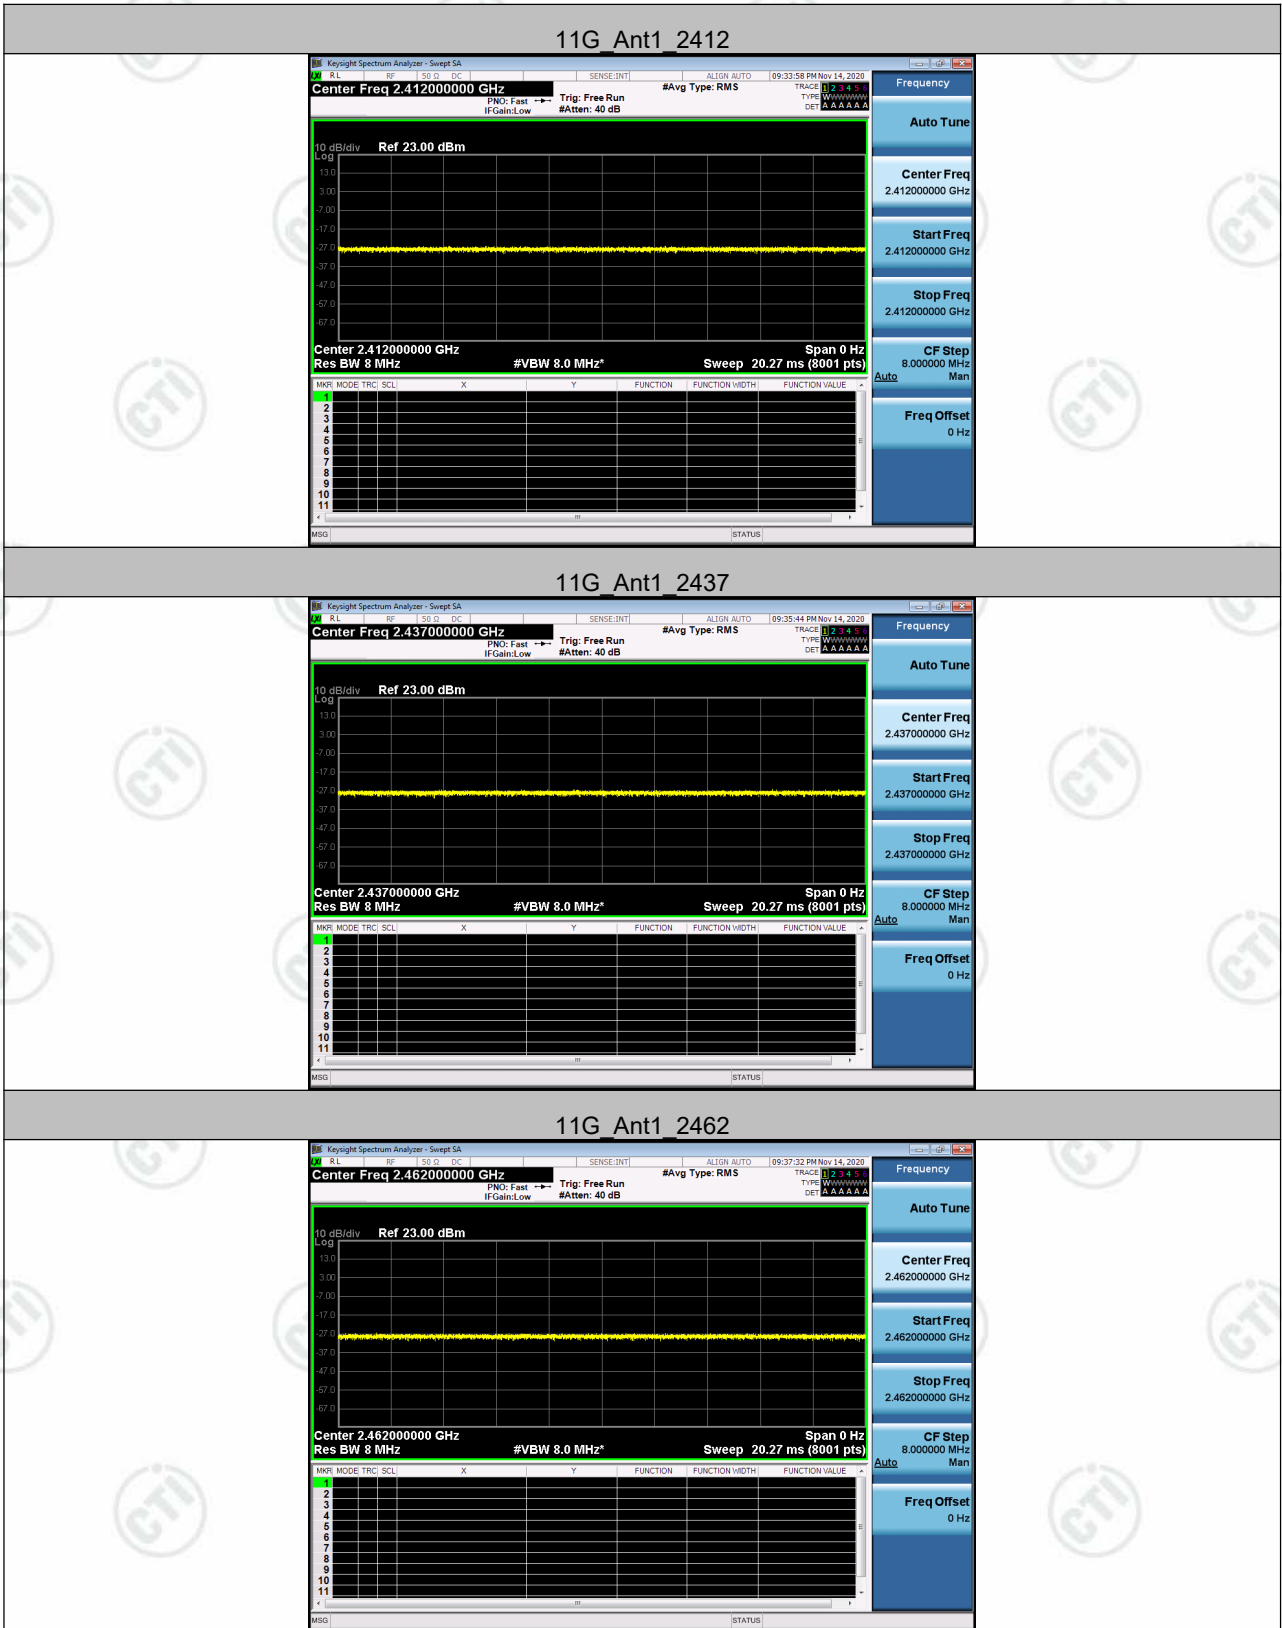 11G_Ant1_2412
Keysight Spectrum Analyzer - Swept SA
LXI RL RF 50 Ω DC SENSE:INT ALIGN AUTO 09:33:58 PM Nov 14, 2020
Center Freq 2.412000000 GHz #Avg Type: RMS TRACE 1 2 3 4 5 6
PNO: Fast Trig: Free Run TYPE WWWWWW
IFGain:Low #Atten: 40 dB DET A A A A A A
10 dB/div Ref 23.00 dBm
Log
13.0
3.00
-7.00
-17.0
-27.0
-37.0
-47.0
-57.0
-67.0
Center 2.412000000 GHz Span 0 Hz
Res BW 8 MHz #VBW 8.0 MHz* Sweep 20.27 ms (8001 pts)
MKR MODE TRC SCL X Y FUNCTION FUNCTION WIDTH FUNCTION VALUE
1
2
3
4
5
6
7
8
9
10
11
MSG STATUS
Frequency
Auto Tune
Center Freq
2.412000000 GHz
Start Freq
2.412000000 GHz
Stop Freq
2.412000000 GHz
CF Step
8.000000 MHz
Auto Man
Freq Offset
0 Hz
11G_Ant1_2437
Keysight Spectrum Analyzer - Swept SA
LXI RL RF 50 Ω DC SENSE:INT ALIGN AUTO 09:35:44 PM Nov 14, 2020
Center Freq 2.437000000 GHz #Avg Type: RMS TRACE 1 2 3 4 5 6
PNO: Fast Trig: Free Run TYPE WWWWWW
IFGain:Low #Atten: 40 dB DET A A A A A A
10 dB/div Ref 23.00 dBm
Log
13.0
3.00
-7.00
-17.0
-27.0
-37.0
-47.0
-57.0
-67.0
Center 2.437000000 GHz Span 0 Hz
Res BW 8 MHz #VBW 8.0 MHz* Sweep 20.27 ms (8001 pts)
MKR MODE TRC SCL X Y FUNCTION FUNCTION WIDTH FUNCTION VALUE
1
2
3
4
5
6
7
8
9
10
11
MSG STATUS
Frequency
Auto Tune
Center Freq
2.437000000 GHz
Start Freq
2.437000000 GHz
Stop Freq
2.437000000 GHz
CF Step
8.000000 MHz
Auto Man
Freq Offset
0 Hz
11G_Ant1_2462
Keysight Spectrum Analyzer - Swept SA
LXI RL RF 50 Ω DC SENSE:INT ALIGN AUTO 09:37:32 PM Nov 14, 2020
Center Freq 2.462000000 GHz #Avg Type: RMS TRACE 1 2 3 4 5 6
PNO: Fast Trig: Free Run TYPE WWWWWW
IFGain:Low #Atten: 40 dB DET A A A A A A
10 dB/div Ref 23.00 dBm
Log
13.0
3.00
-7.00
-17.0
-27.0
-37.0
-47.0
-57.0
-67.0
Center 2.462000000 GHz Span 0 Hz
Res BW 8 MHz #VBW 8.0 MHz* Sweep 20.27 ms (8001 pts)
MKR MODE TRC SCL X Y FUNCTION FUNCTION WIDTH FUNCTION VALUE
1
2
3
4
5
6
7
8
9
10
11
MSG STATUS
Frequency
Auto Tune
Center Freq
2.462000000 GHz
Start Freq
2.462000000 GHz
Stop Freq
2.462000000 GHz
CF Step
8.000000 MHz
Auto Man
Freq Offset
0 Hz
CTI